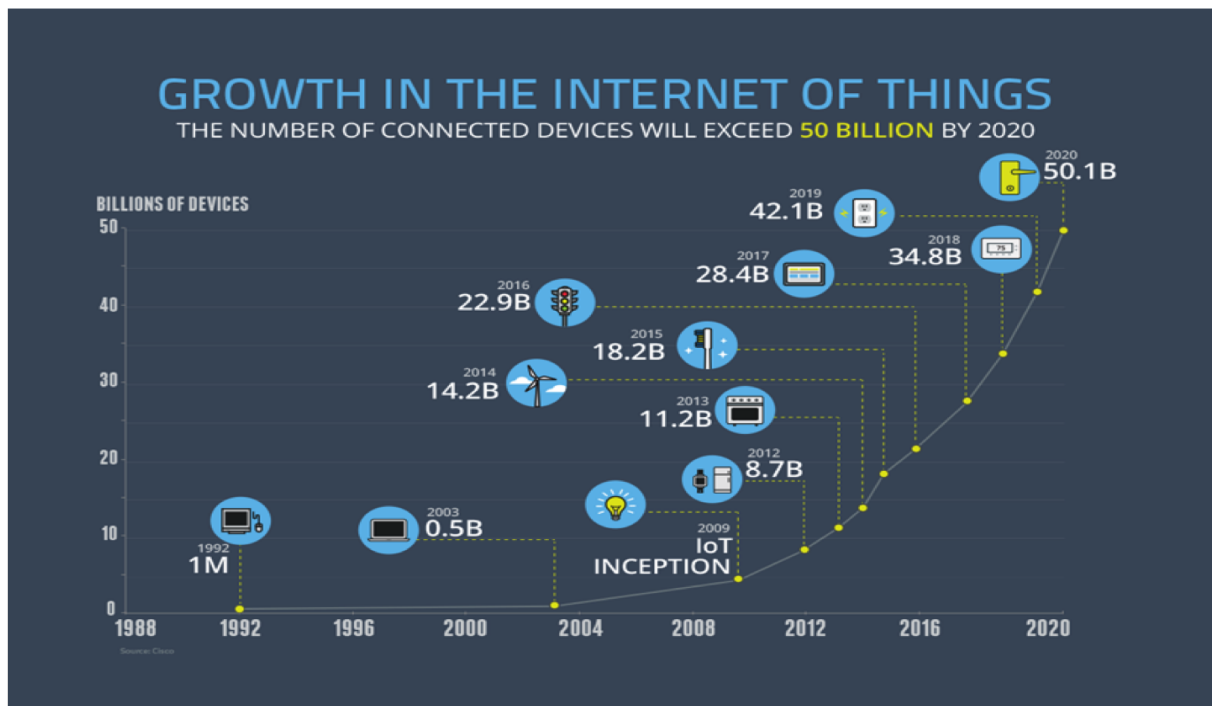 GROWTH IN THE INTERNET OF THINGS
THE NUMBER OF CONNECTED DEVICES WILL EXCEED 50 BILLION BY 2020
BILLIONS OF DEVICES
50
40
30
20
10
0
1988
1992
1996
2000
2004
2008
2012
2016
2020
1992
1M
2003
0.5B
2009
IoT
INCEPTION
2012
8.7B
2013
11.2B
2014
14.2B
2015
18.2B
2016
22.9B
2017
28.4B
75
2018
34.8B
2019
42.1B
2020
50.1B
Source: Cisco